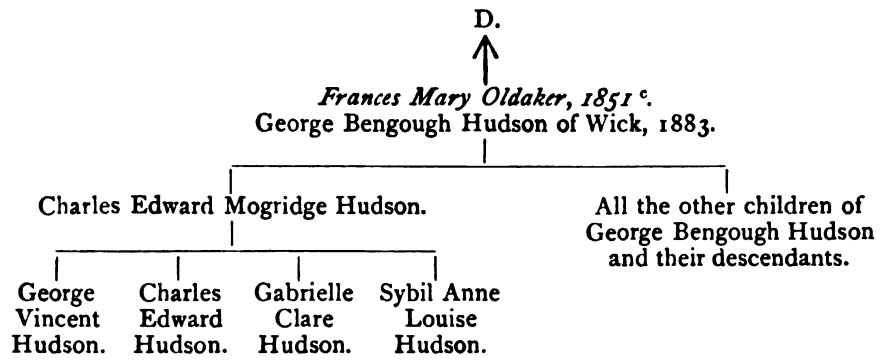 D.
Frances Mary Oldaker, 1851 c.
George Bengough Hudson of Wick, 1883.
Charles Edward Mogridge Hudson.
All the other children of
George Bengough Hudson
and their descendants.
George
Vincent
Hudson.
Charles
Edward
Hudson.
Gabrielle
Clare
Hudson.
Sybil Anne
Louise
Hudson.